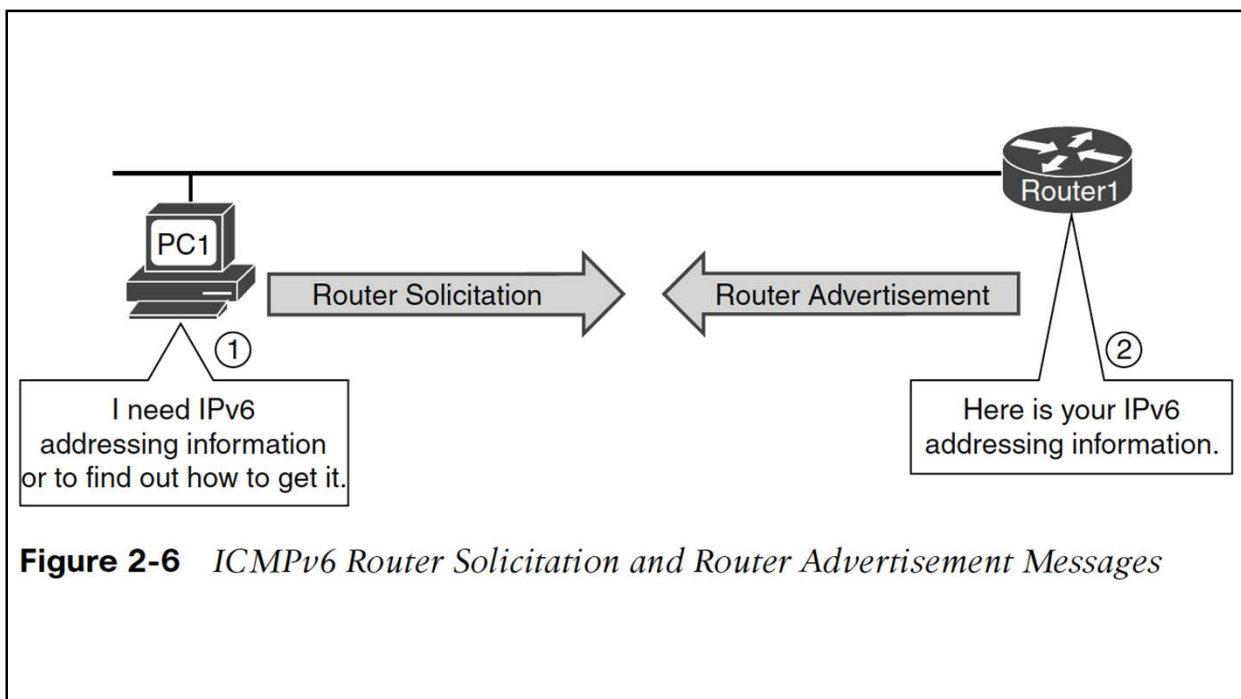 Router1
PC1
Router Solicitation
Router Advertisement
①
②
I need IPv6
addressing information
or to find out how to get it.
Here is your IPv6
addressing information.
Figure 2-6 ICMPv6 Router Solicitation and Router Advertisement Messages